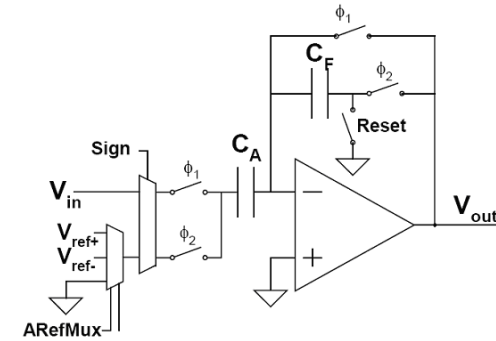 ϕ1
CF
ϕ2
Reset
CA
Sign
ϕ1
Vin
Vout
Vref+
ϕ2
Vref-
ARefMux